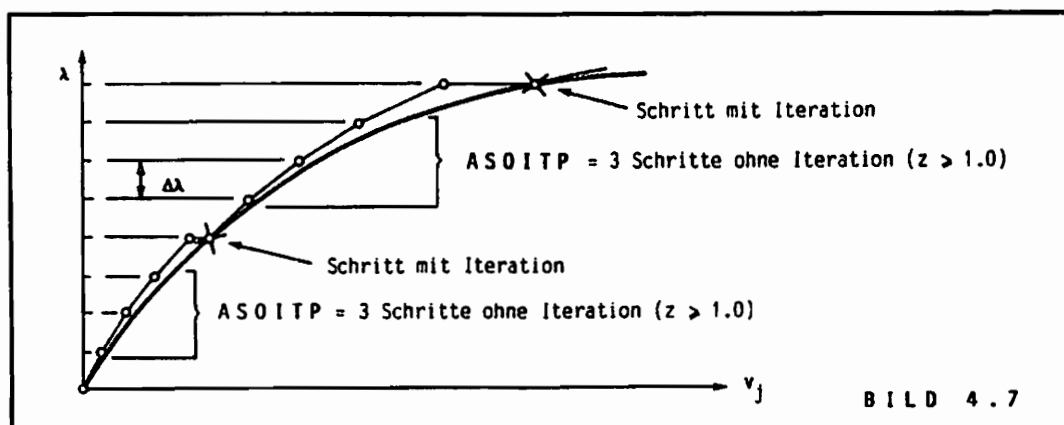 λ
Schritt mit Iteration
ASOITP = 3 Schritte ohne Iteration (z ⩾ 1.0)
Δλ
Schritt mit Iteration
ASOITP = 3 Schritte ohne Iteration (z ⩾ 1.0)
v_j
BILD 4.7